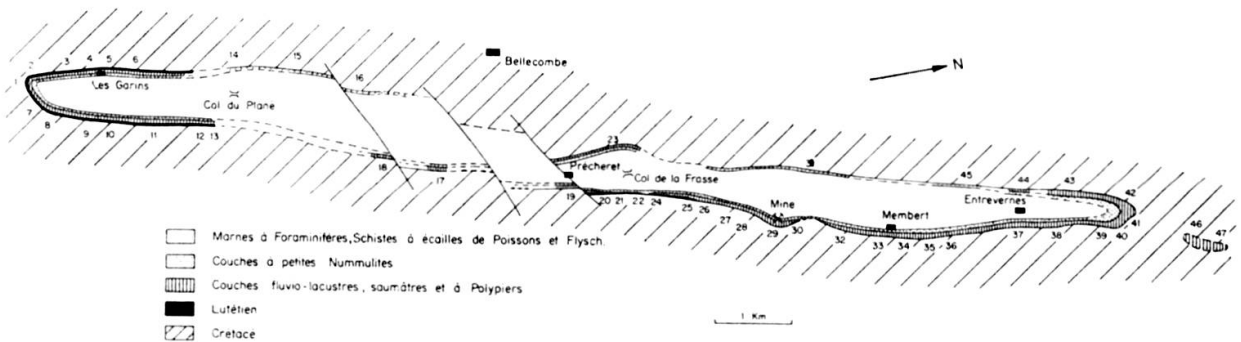 Bellecombe
N
14
15
3 4 5 6
16
2
1
Les Garins
Col du Plane
7
8
9 10 11 12 13
23
18
17
Précheret
Col de la Frasse
19
20 21 22 24
25 26
27
28
29 30
Mine
32
33 34 35 36
Membert
45
44 43
42
Entrevernes
41
37 38 39 40
46 47
Marnes à Foraminifères, Schistes à écailles de Poissons et Flysch.
Couches à petites Nummulites
Couches fluvio-lacustres, saumâtres et à Polypiers
Lutétien
Crétacé
1 Km